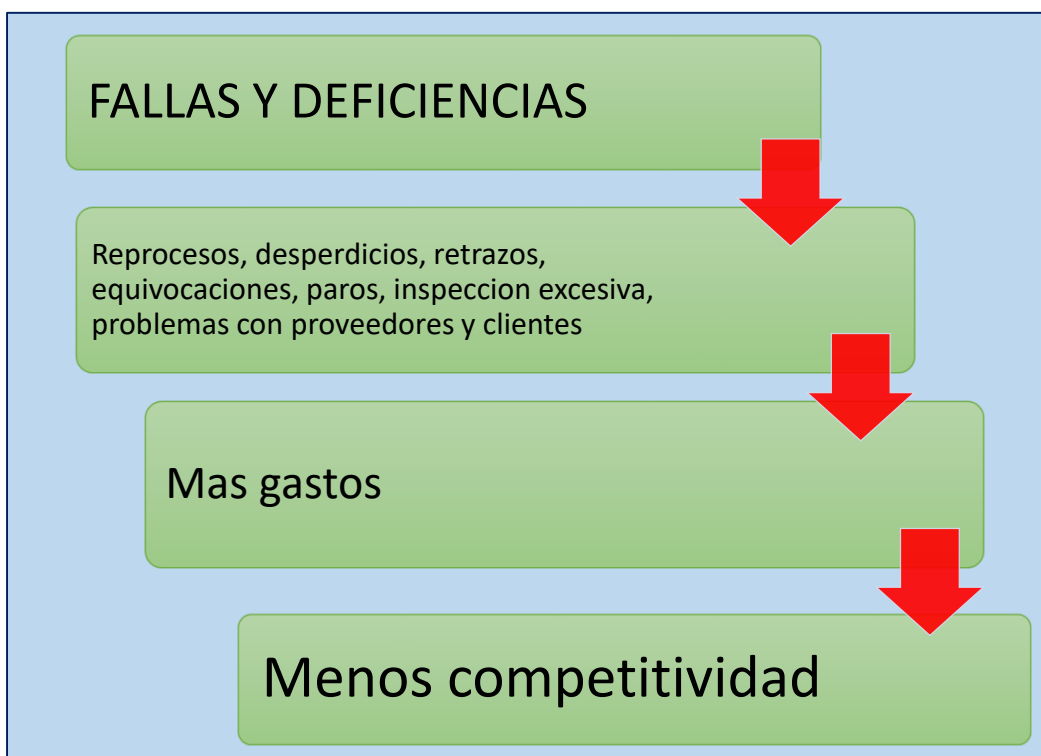 FALLAS Y DEFICIENCIAS
Reprocesos, desperdicios, retrazos,
equivocaciones, paros, inspeccion excesiva,
problemas con proveedores y clientes
Mas gastos
Menos competitividad